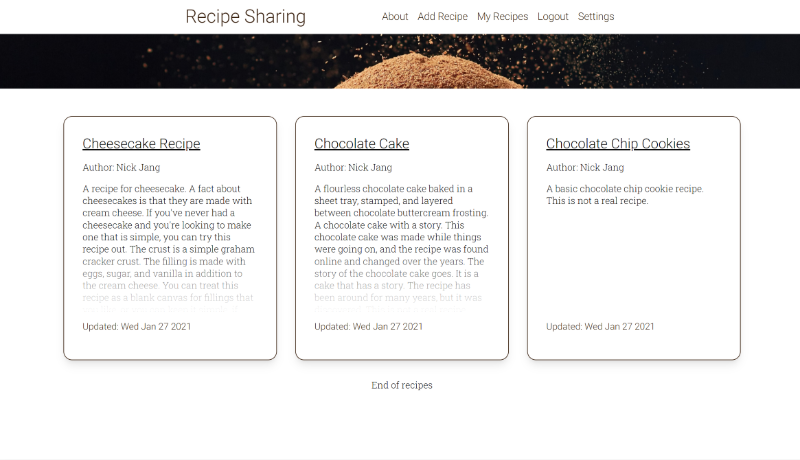 Recipe Sharing
About Add Recipe My Recipes Logout Settings
Cheesecake Recipe
Author: Nick Jang
A recipe for cheesecake. A fact about
cheesecakes is that they are made with
cream cheese. If you've never had a
cheesecake and you're looking to make
one that is simple, you can try this
recipe out. The crust is a simple graham
cracker crust. The filling is made with
eggs, sugar, and vanilla in addition to
the cream cheese. You can treat this
recipe as a blank canvas for fillings that
Updated: Wed Jan 27 2021
Chocolate Cake
Author: Nick Jang
A flourless chocolate cake baked in a
sheet tray, stamped, and layered
between chocolate buttercream frosting.
A chocolate cake with a story. This
chocolate cake was made while things
were going on, and the recipe was found
online and changed over the years. The
story of the chocolate cake goes. It is a
cake that has a story. The recipe has
been around for many years, but it was
Updated: Wed Jan 27 2021
Chocolate Chip Cookies
Author: Nick Jang
A basic chocolate chip cookie recipe.
This is not a real recipe.
Updated: Wed Jan 27 2021
End of recipes